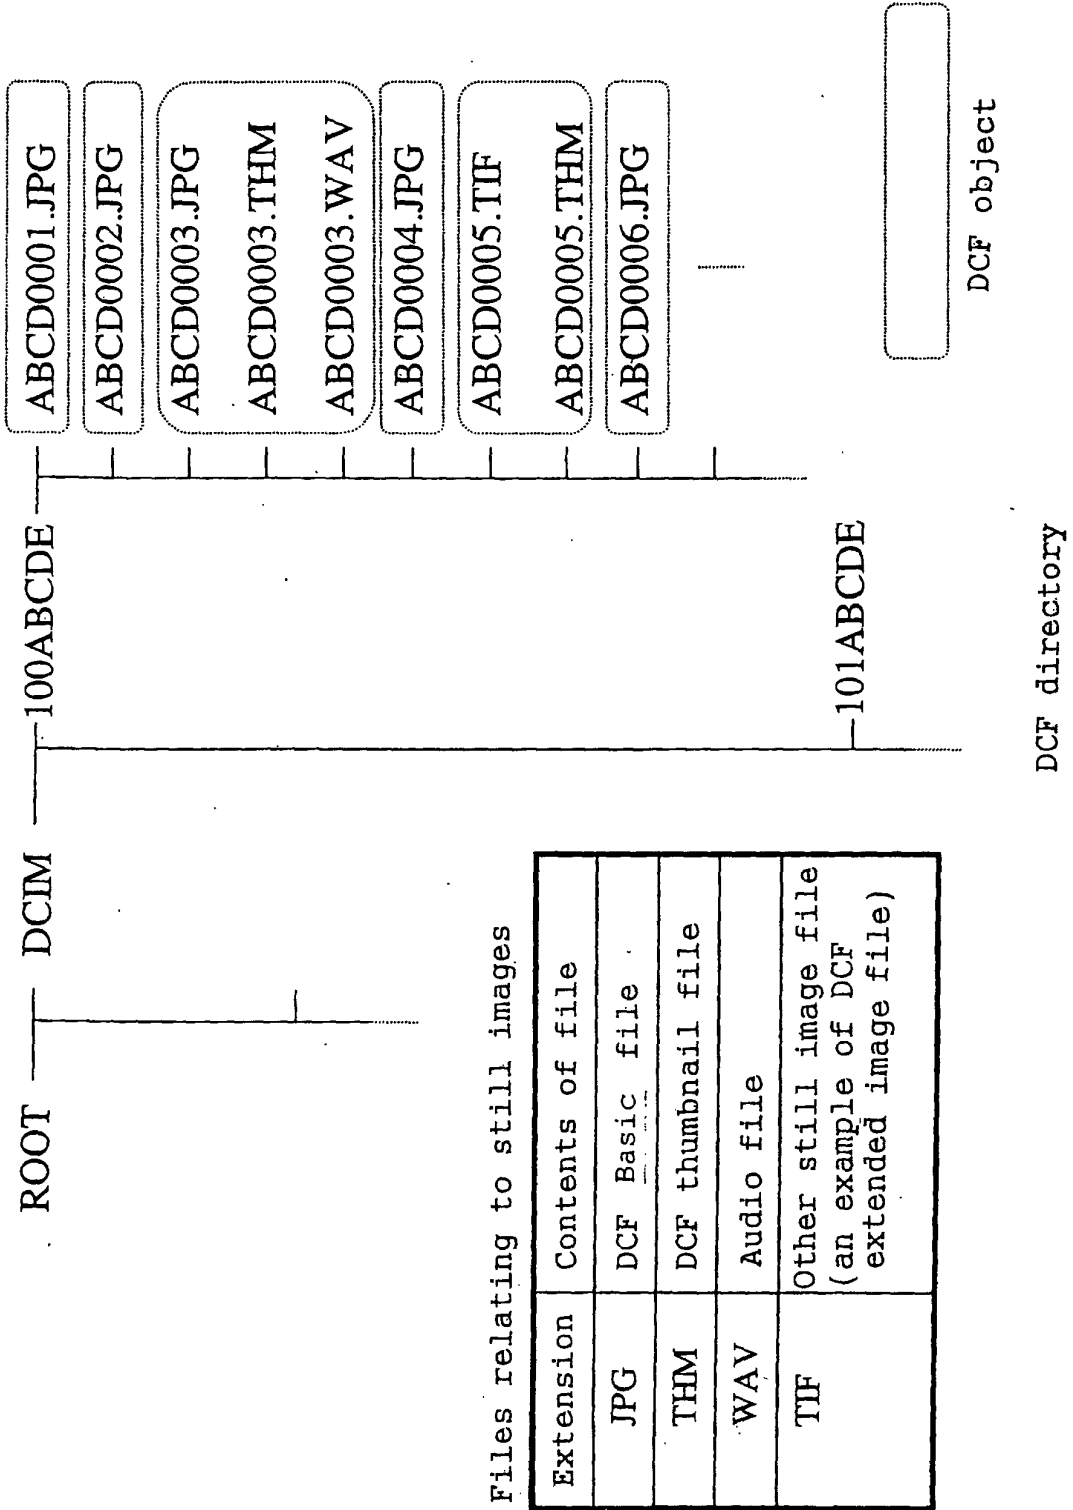 ROOT DCIM 100ABCDE ABCD0001.JPG
ABCD0002.JPG
ABCD0003.JPG
ABCD0003.THM
ABCD0003.WAV
ABCD0004.JPG
ABCD0005.TIF
ABCD0005.THM
ABCD0006.JPG
101ABCDE
DCF object
DCF directory
Files relating to still images
Extension Contents of file
JPG DCF Basic file
THM DCF thumbnail file
WAV Audio file
TIF Other still image file
(an example of DCF
extended image file)